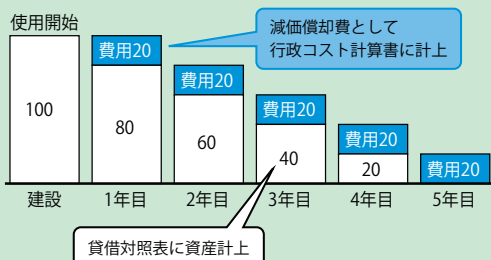 使用開始
減価償却費として
行政コスト計算書に計上
費用20
費用20
費用20
費用20
費用20
100
80
60
40
20
建設
1年目
2年目
3年目
4年目
5年目
貸借対照表に資産計上